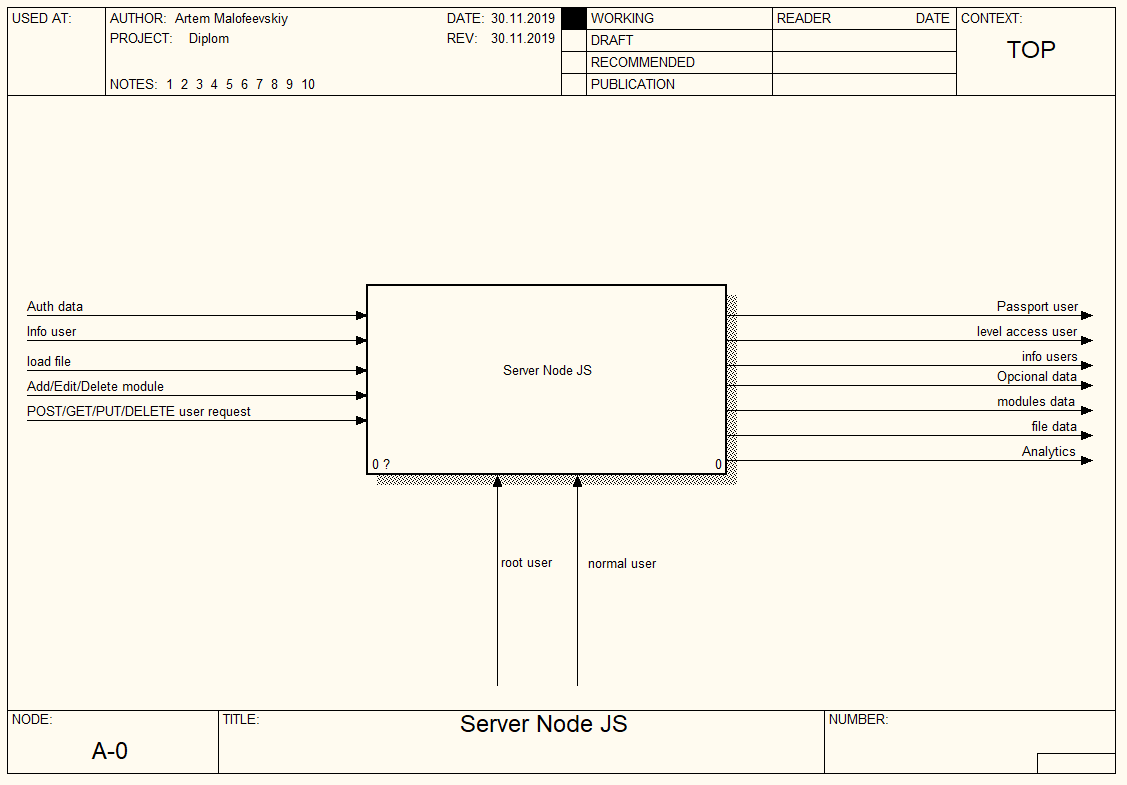 USED AT:
AUTHOR: Artem Malofeevskiy
DATE: 30.11.2019
PROJECT: Diplom
REV: 30.11.2019
NOTES: 1 2 3 4 5 6 7 8 9 10
WORKING
DRAFT
RECOMMENDED
PUBLICATION
READER DATE
CONTEXT:
TOP
Auth data
Info user
load file
Add/Edit/Delete module
POST/GET/PUT/DELETE user request
Server Node JS
0 ?
0
Passport user
level access user
info users
Opcional data
modules data
file data
Analytics
root user
normal user
NODE:
A-0
TITLE:
Server Node JS
NUMBER: